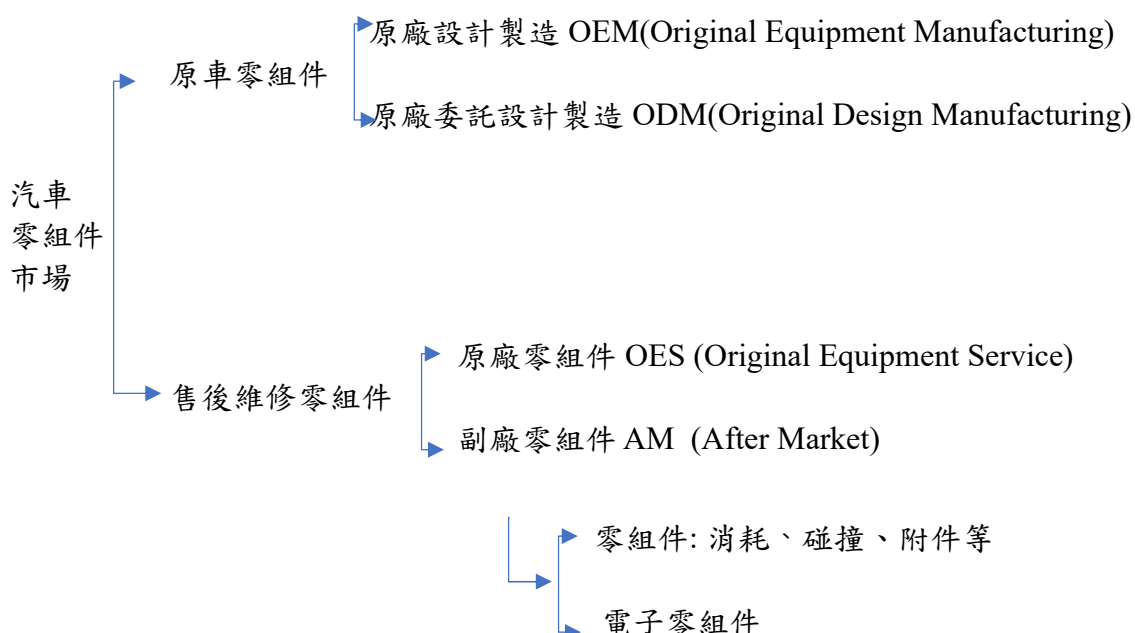 原廠設計製造 OEM(Original Equipment Manufacturing)
原車零組件
原廠委託設計製造 ODM(Original Design Manufacturing)
汽車
零組件
市場
原廠零組件 OES (Original Equipment Service)
售後維修零組件
副廠零組件 AM (After Market)
零組件: 消耗、碰撞、附件等
電子零組件